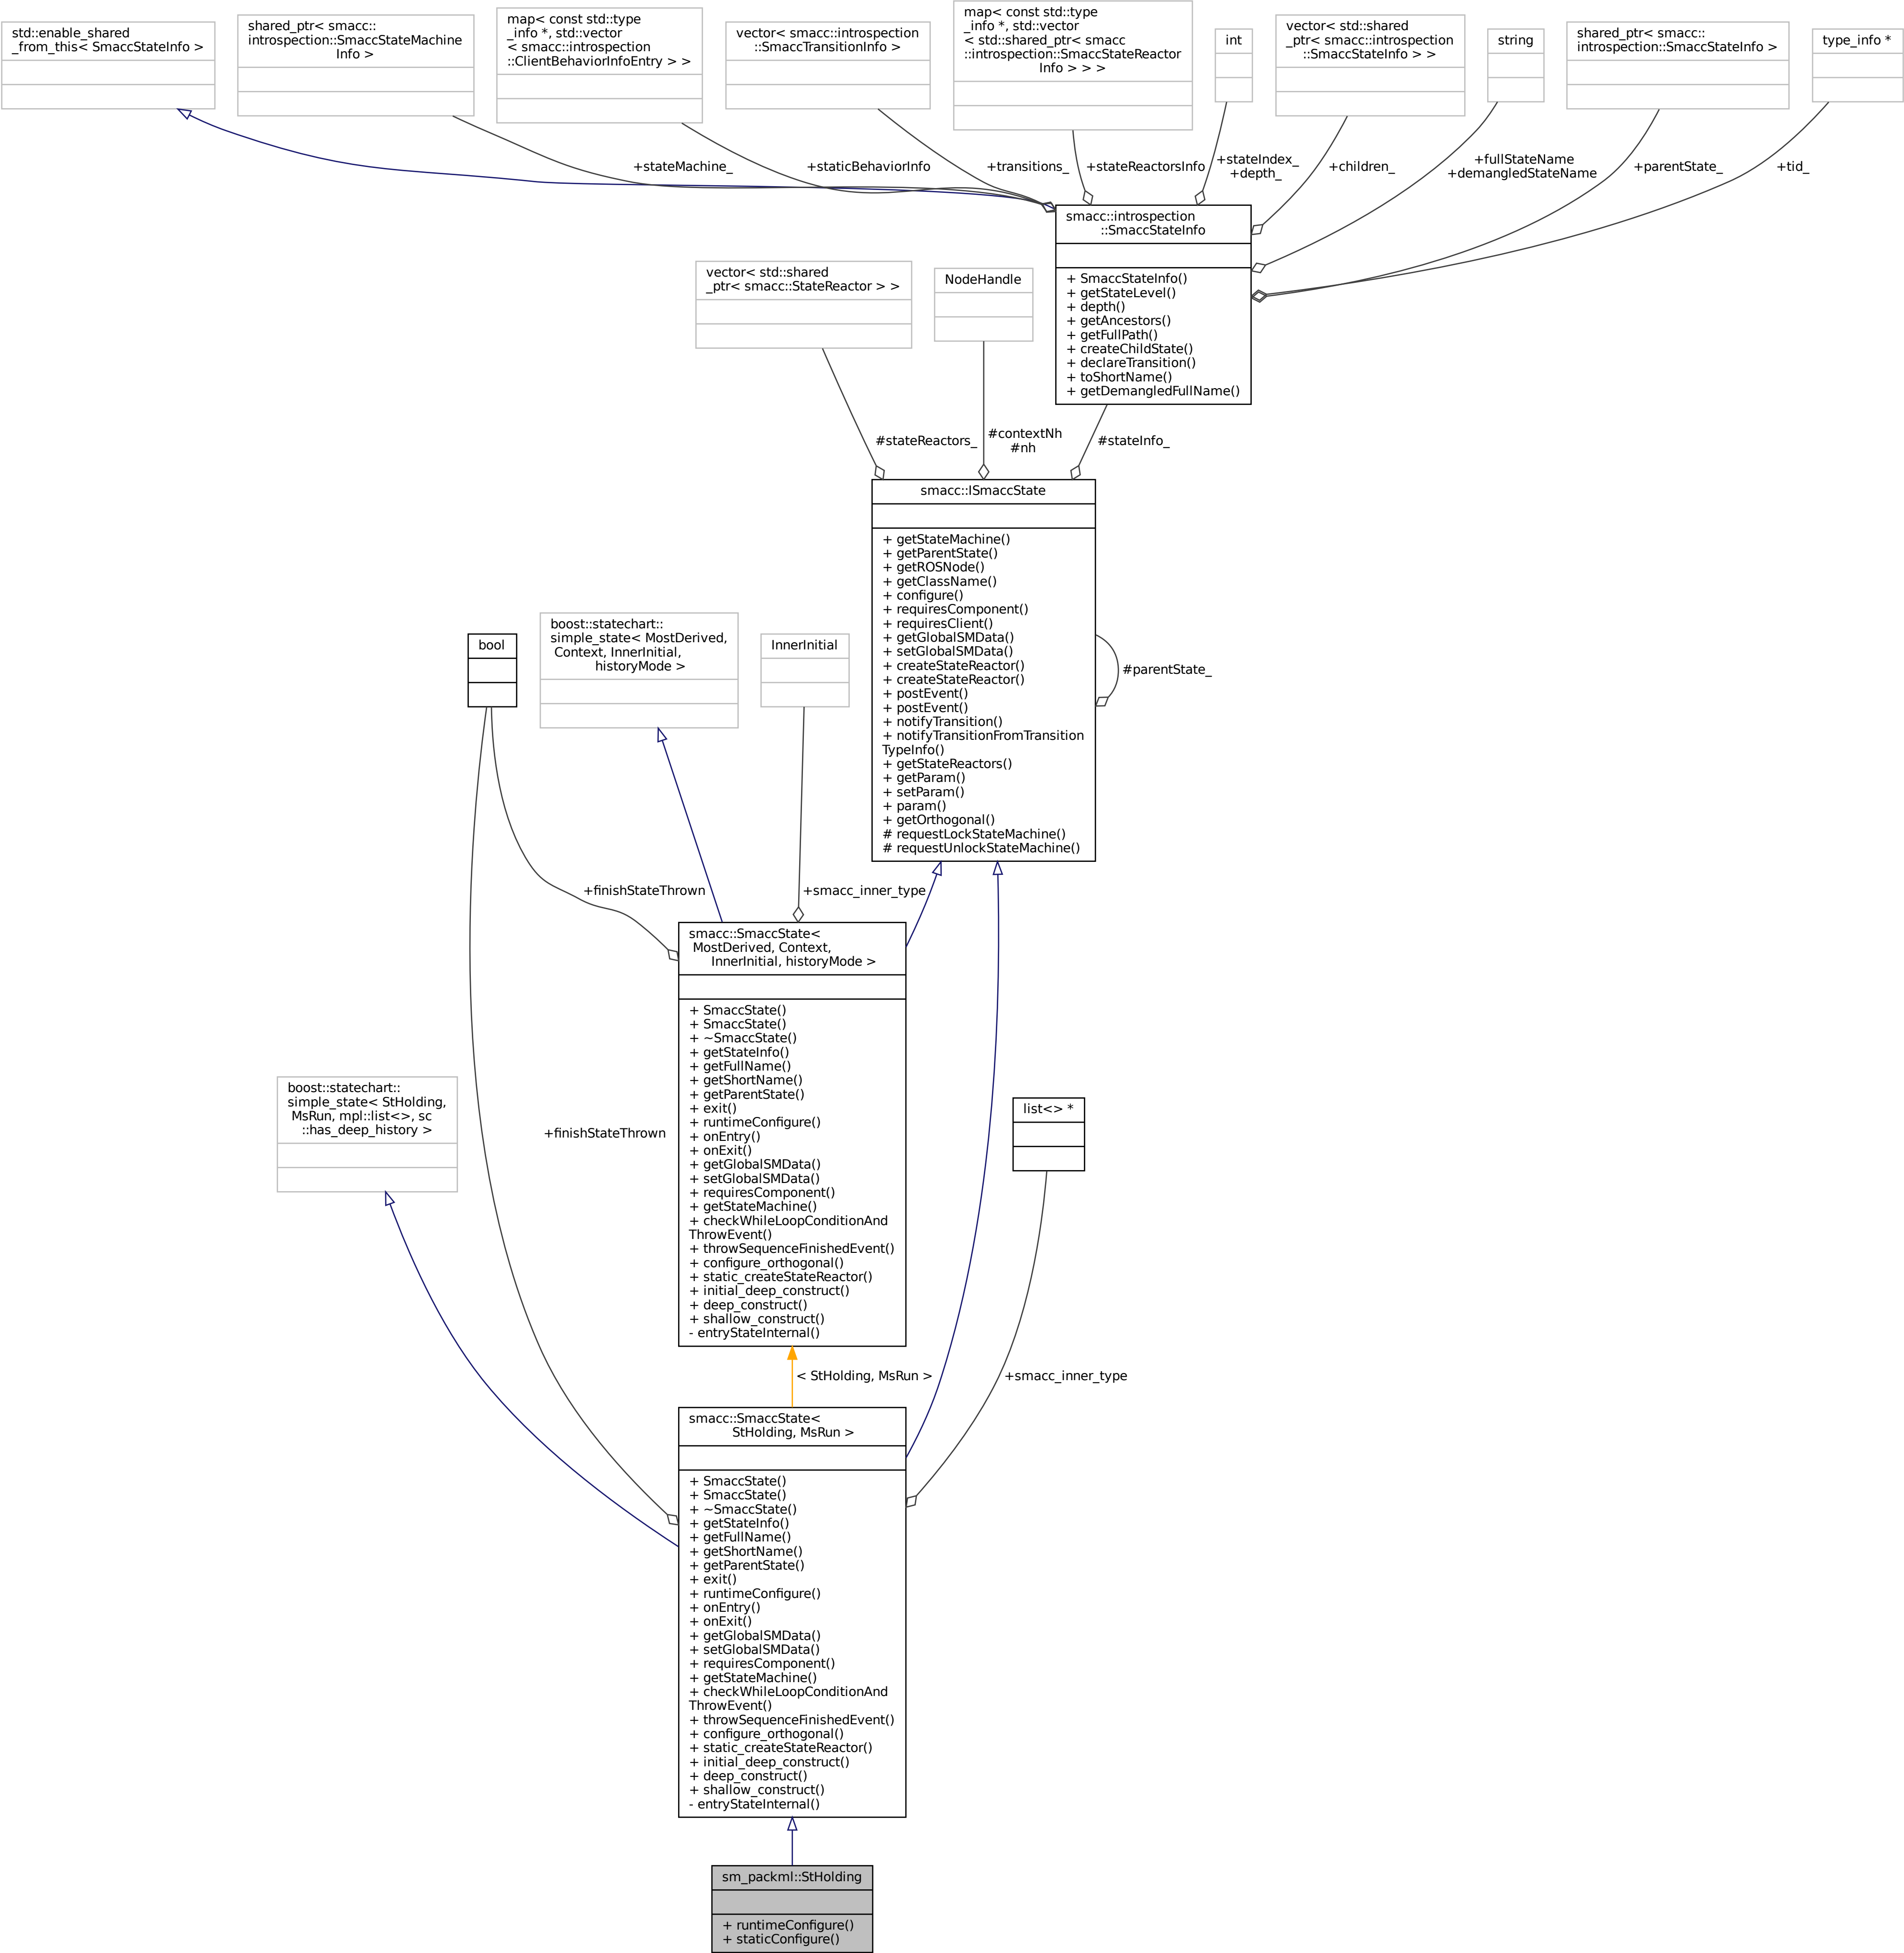 std::enable_shared
_from_this< SmaccStateInfo >
shared_ptr< smacc::
introspection::SmaccStateMachine
Info >
map< const std::type
_info *, std::vector
< smacc::introspection
::ClientBehaviorInfoEntry > >
vector< smacc::introspection
::SmaccTransitionInfo >
map< const std::type
_info *, std::vector
< std::shared_ptr< smacc
::introspection::SmaccStateReactor
Info > > >
int
vector< std::shared
_ptr< smacc::introspection
::SmaccStateInfo > >
string
shared_ptr< smacc::
introspection::SmaccStateInfo >
type_info *
+stateMachine_
+staticBehaviorInfo
+transitions_
+stateReactorsInfo
+stateIndex_
+depth_
+children_
+fullStateName
+demangledStateName
+parentState_
+tid_
smacc::introspection
::SmaccStateInfo
+ SmaccStateInfo()
+ getStateLevel()
+ depth()
+ getAncestors()
+ getFullPath()
+ createChildState()
+ declareTransition()
+ toShortName()
+ getDemangledFullName()
vector< std::shared
_ptr< smacc::StateReactor > >
NodeHandle
#stateReactors_
#contextNh
#nh
#stateInfo_
smacc::ISmaccState
+ getStateMachine()
+ getParentState()
+ getROSNode()
+ getClassName()
+ configure()
+ requiresComponent()
+ requiresClient()
+ getGlobalSMData()
+ setGlobalSMData()
+ createStateReactor()
+ createStateReactor()
+ postEvent()
+ postEvent()
+ notifyTransition()
+ notifyTransitionFromTransition
TypeInfo()
+ getStateReactors()
+ getParam()
+ setParam()
+ param()
+ getOrthogonal()
# requestLockStateMachine()
# requestUnlockStateMachine()
#parentState_
bool
boost::statechart::
simple_state< MostDerived,
Context, InnerInitial,
historyMode >
InnerInitial
+finishStateThrown
+smacc_inner_type
smacc::SmaccState<
MostDerived, Context,
InnerInitial, historyMode >
+ SmaccState()
+ SmaccState()
+ ~SmaccState()
+ getStateInfo()
+ getFullName()
+ getShortName()
+ getParentState()
+ exit()
+ runtimeConfigure()
+ onEntry()
+ onExit()
+ getGlobalSMData()
+ setGlobalSMData()
+ requiresComponent()
+ getStateMachine()
+ checkWhileLoopConditionAnd
ThrowEvent()
+ throwSequenceFinishedEvent()
+ configure_orthogonal()
+ static_createStateReactor()
+ initial_deep_construct()
+ deep_construct()
+ shallow_construct()
- entryStateInternal()
boost::statechart::
simple_state< StHolding,
MsRun, mpl::list<>, sc
::has_deep_history >
+finishStateThrown
list<> *
< StHolding, MsRun >
+smacc_inner_type
smacc::SmaccState<
StHolding, MsRun >
+ SmaccState()
+ SmaccState()
+ ~SmaccState()
+ getStateInfo()
+ getFullName()
+ getShortName()
+ getParentState()
+ exit()
+ runtimeConfigure()
+ onEntry()
+ onExit()
+ getGlobalSMData()
+ setGlobalSMData()
+ requiresComponent()
+ getStateMachine()
+ checkWhileLoopConditionAnd
ThrowEvent()
+ throwSequenceFinishedEvent()
+ configure_orthogonal()
+ static_createStateReactor()
+ initial_deep_construct()
+ deep_construct()
+ shallow_construct()
- entryStateInternal()
sm_packml::StHolding
+ runtimeConfigure()
+ staticConfigure()